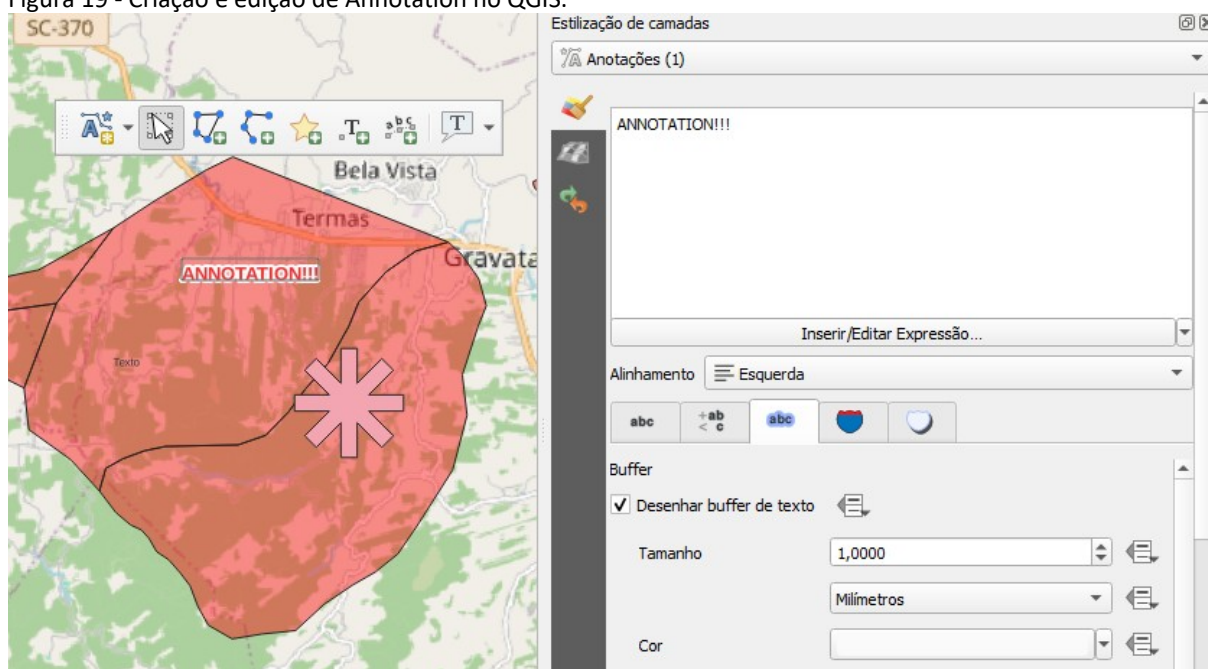 Figura 19 - Criação e edição de Annotation no QGIS.
SC-370
Bela Vista
Termas
Gravata
ANNOTATION!!!
Texto
Estilização de camadas
Anotações (1)
ANNOTATION!!!
Inserir/Editar Expressão...
Alinhamento
Esquerda
abc
+ab
< c
abc
Buffer
Desenhar buffer de texto
Tamanho
1,0000
Milímetros
Cor